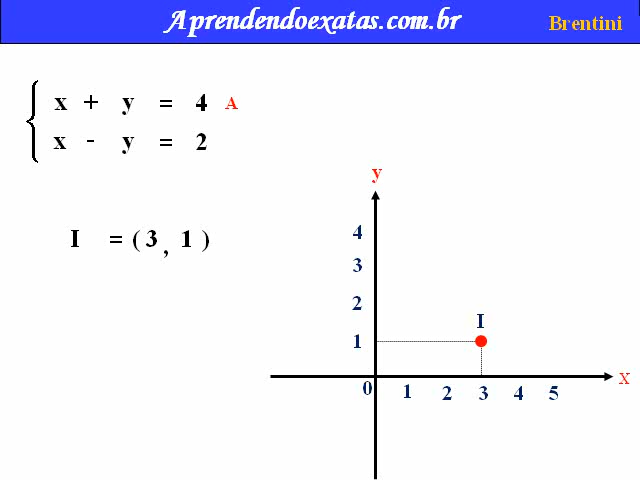 Aprendendoexatas.com.br
Brentini
x + y = 4 A
x - y = 2
I = ( 3 , 1 )
y
4
3
2
1
I
0 1 2 3 4 5
x